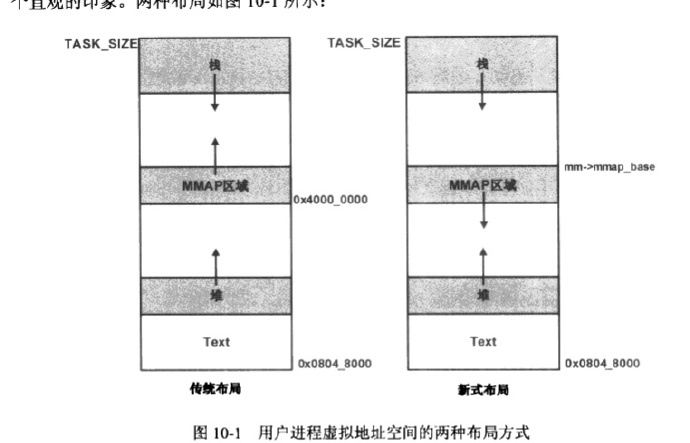 个直观的印象。两种布局如图 10-1 所示：
TASK_SIZE
栈
MMAP区域
0x4000_0000
堆
Text
0x0804_8000
传统布局
TASK_SIZE
栈
mm->mmap_base
MMAP区域
堆
Text
0x0804_8000
新式布局
图 10-1 用户进程虚拟地址空间的两种布局方式